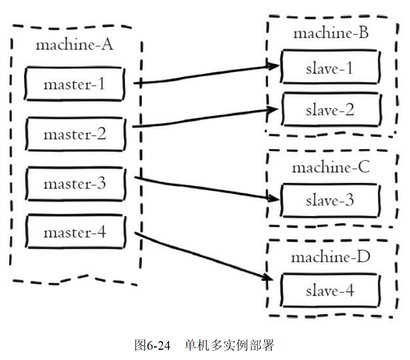 machine-A
master-1
master-2
master-3
master-4
machine-B
slave-1
slave-2
machine-C
slave-3
machine-D
slave-4
图6-24 单机多实例部署